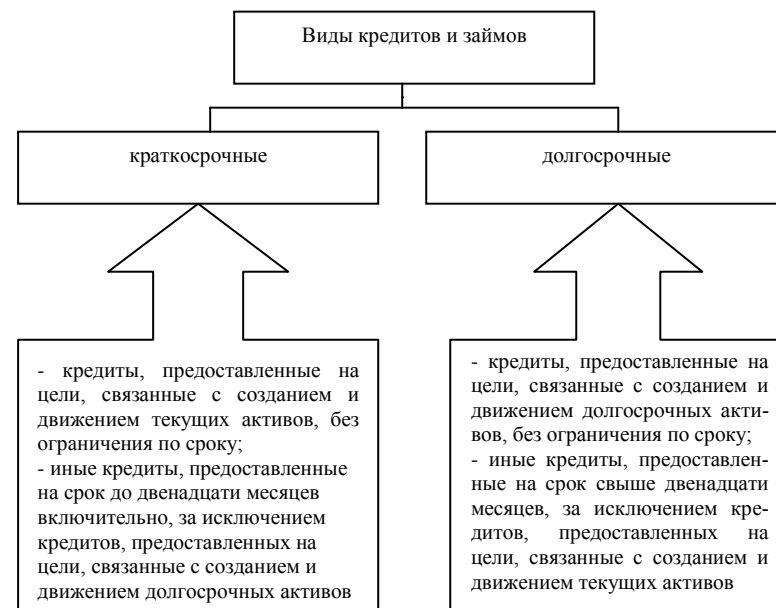 Виды кредитов и займов
краткосрочные
долгосрочные
- кредиты, предоставленные на
цели, связанные с созданием и
движением текущих активов, без
ограничения по сроку;
- иные кредиты, предоставленные
на срок до двенадцати месяцев
включительно, за исключением
кредитов, предоставленных на
цели, связанные с созданием и
движением долгосрочных активов
- кредиты, предоставленные на
цели, связанные с созданием и
движением долгосрочных акти-
вов, без ограничения по сроку;
- иные кредиты, предоставлен-
ные на срок свыше двенадцати
месяцев, за исключением кре-
дитов, предоставленных на
цели, связанные с созданием и
движением текущих активов